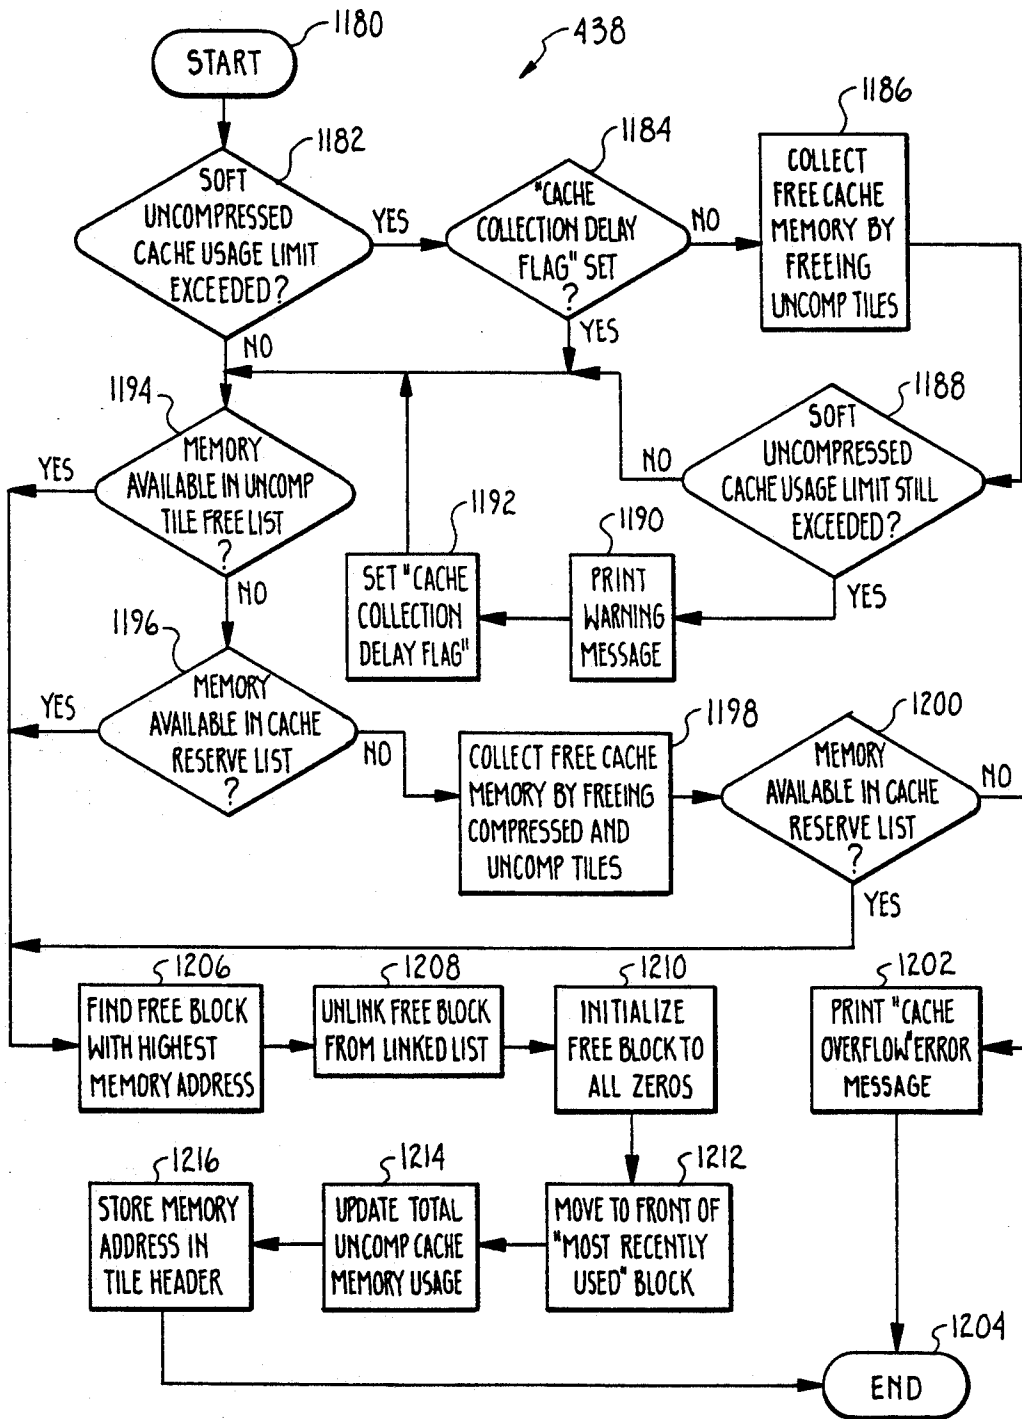 1180
START
438
1182
SOFT
UNCOMPRESSED
CACHE USAGE LIMIT
EXCEEDED?
YES
NO
1184
"CACHE
COLLECTION DELAY
FLAG" SET
?
NO
YES
1186
COLLECT
FREE CACHE
MEMORY BY
FREEING
UNCOMP TILES
1188
SOFT
UNCOMPRESSED
CACHE USAGE LIMIT STILL
EXCEEDED?
NO
YES
1190
PRINT
WARNING
MESSAGE
1192
SET "CACHE
COLLECTION
DELAY FLAG"
1194
MEMORY
AVAILABLE IN UNCOMP
TILE FREE LIST
?
YES
NO
1196
MEMORY
AVAILABLE IN CACHE
RESERVE LIST
?
YES
NO
1198
COLLECT FREE CACHE
MEMORY BY FREEING
COMPRESSED AND
UNCOMP TILES
1200
MEMORY
AVAILABLE IN CACHE
RESERVE LIST
?
NO
YES
1206
FIND FREE BLOCK
WITH HIGHEST
MEMORY ADDRESS
1208
UNLINK FREE BLOCK
FROM LINKED LIST
1210
INITIALIZE
FREE BLOCK TO
ALL ZEROS
1202
PRINT "CACHE
OVERFLOW" ERROR
MESSAGE
1216
STORE MEMORY
ADDRESS IN
TILE HEADER
1214
UPDATE TOTAL
UNCOMP CACHE
MEMORY USAGE
1212
MOVE TO FRONT OF
"MOST RECENTLY
USED" BLOCK
1204
END